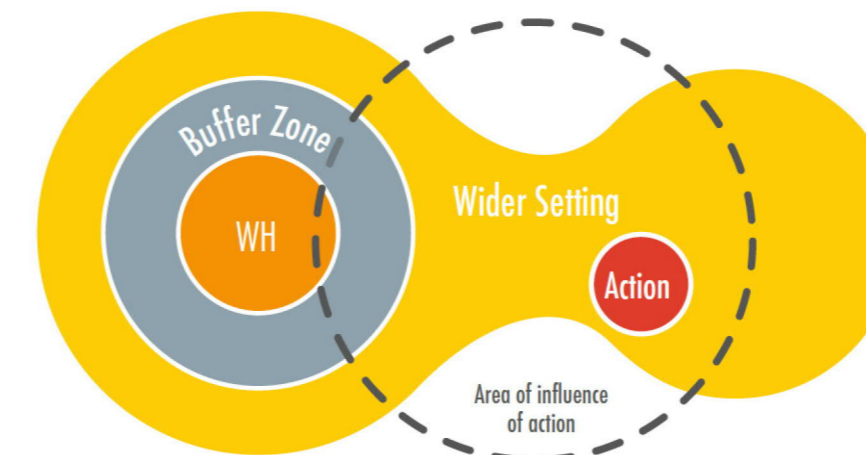 Buffer Zone
WH
Wider Setting
Action
Area of influence
of action